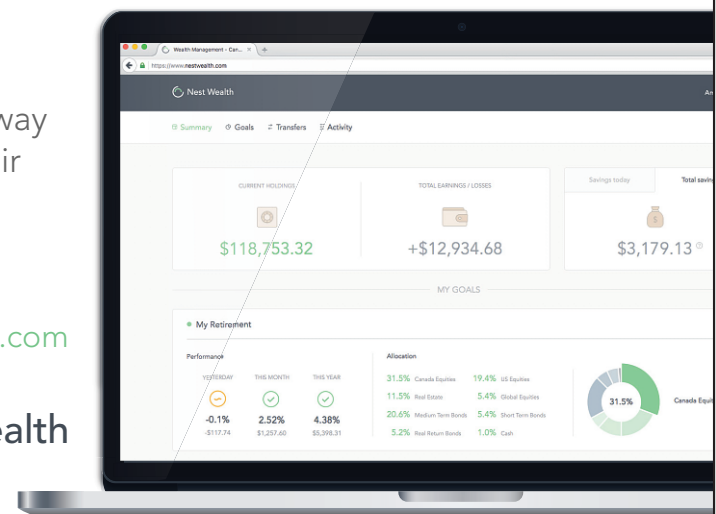 way
ir
.com
ealth
Wealth Management - Can...
https://www.nestwealth.com
Nest Wealth
An
Summary Goals Transfers Activity
CURRENT HOLDINGS
$118,753.32
TOTAL EARNINGS / LOSSES
+$12,934.68
Savings today Total savin
$3,179.13
MY GOALS
My Retirement
Performance
YESTERDAY THIS MONTH THIS YEAR
-0.1% 2.52% 4.38%
-$117.74 $1,257.60 $5,398.31
Allocation
31.5% Canada Equities 19.4% US Equities
11.5% Real Estate 5.4% Global Equities
20.6% Medium Term Bonds 5.4% Short Term Bonds
5.2% Real Return Bonds 1.0% Cash
31.5%
Canada Equiti